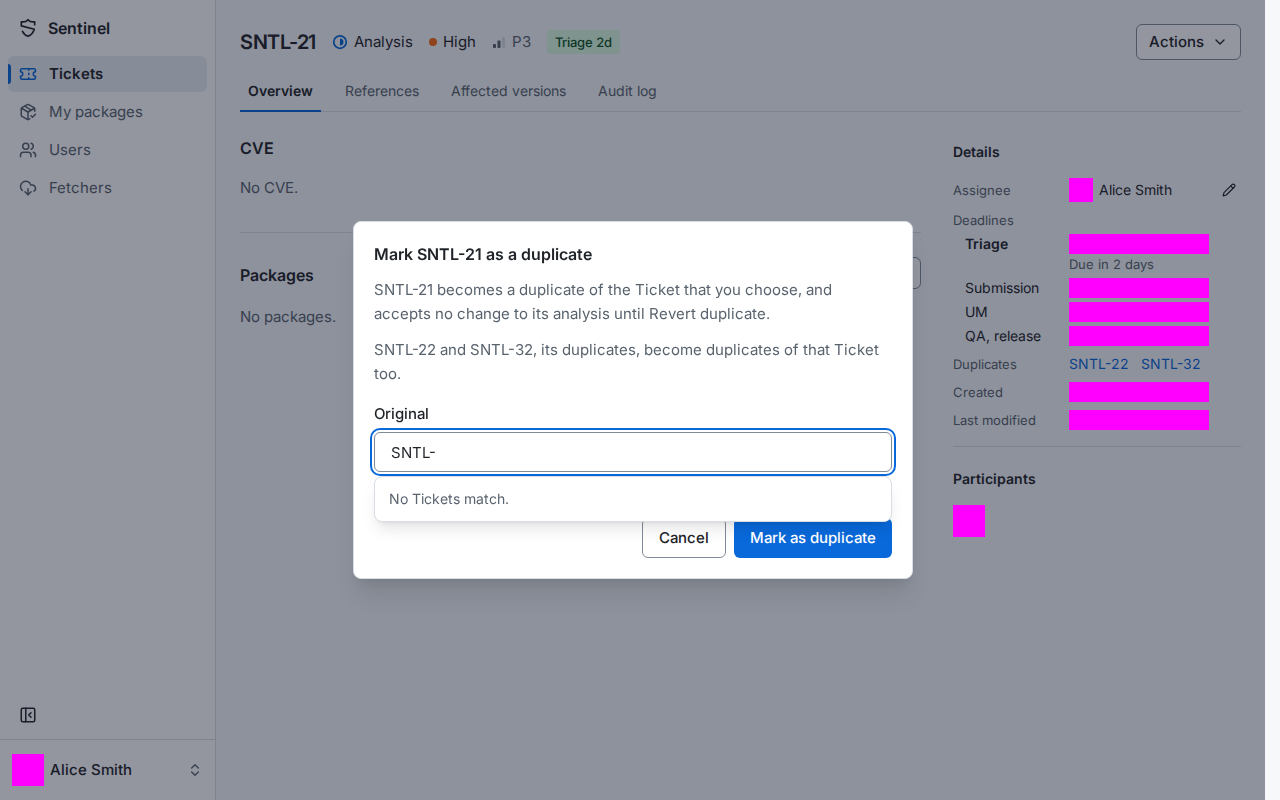 Sentinel
Tickets
My packages
Users
Fetchers
Alice Smith
SNTL-21 Analysis High P3 Triage 2d
Actions
Overview References Affected versions Audit log
CVE
No CVE.
Packages
No packages.
Mark SNTL-21 as a duplicate
SNTL-21 becomes a duplicate of the Ticket that you choose, and
accepts no change to its analysis until Revert duplicate.
SNTL-22 and SNTL-32, its duplicates, become duplicates of that Ticket
too.
Original
SNTL-
No Tickets match.
Cancel Mark as duplicate
Details
Assignee Alice Smith
Deadlines
Triage
Due in 2 days
Submission
UM
QA, release
Duplicates SNTL-22 SNTL-32
Created
Last modified
Participants